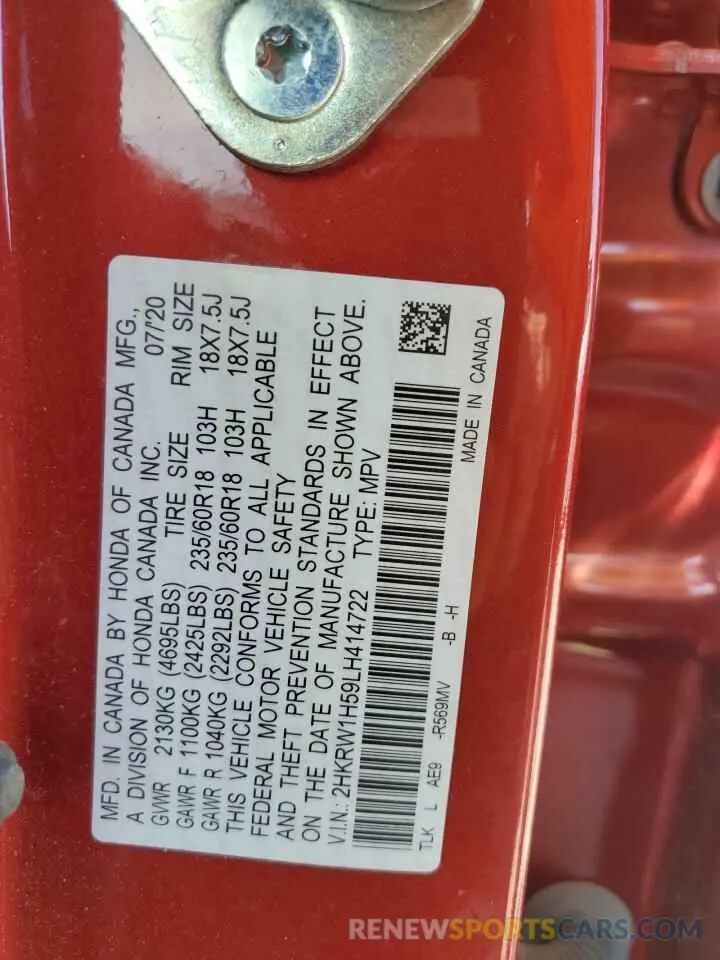 MFD. IN CANADA BY HONDA OF CANADA MFG.,
A DIVISION OF HONDA CANADA INC. 07/'20
GVWR 2130KG (4695LBS) TIRE SIZE RIM SIZE
GAWR F 1100KG (2425LBS) 235/60R18 103H 18X7.5J
GAWR R 1040KG (2292LBS) 235/60R18 103H 18X7.5J
THIS VEHICLE CONFORMS TO ALL APPLICABLE
FEDERAL MOTOR VEHICLE SAFETY
AND THEFT PREVENTION STANDARDS IN EFFECT
ON THE DATE OF MANUFACTURE SHOWN ABOVE.
V.I.N.: 2HKRW1H59LH414722 TYPE: MPV
TLK L AE9 -R569MV -B -H
MADE IN CANADA
RENEWSPORTSCARS.COM